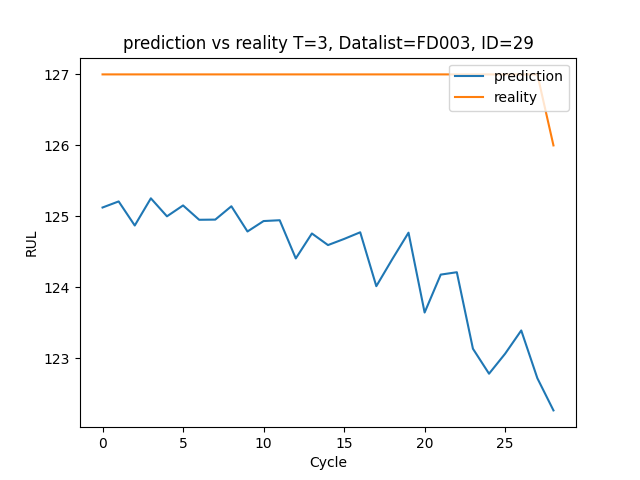 prediction vs reality T=3, Datalist=FD003, ID=29
127
126
125
124
123
RUL
prediction
reality
0 5 10 15 20 25
Cycle